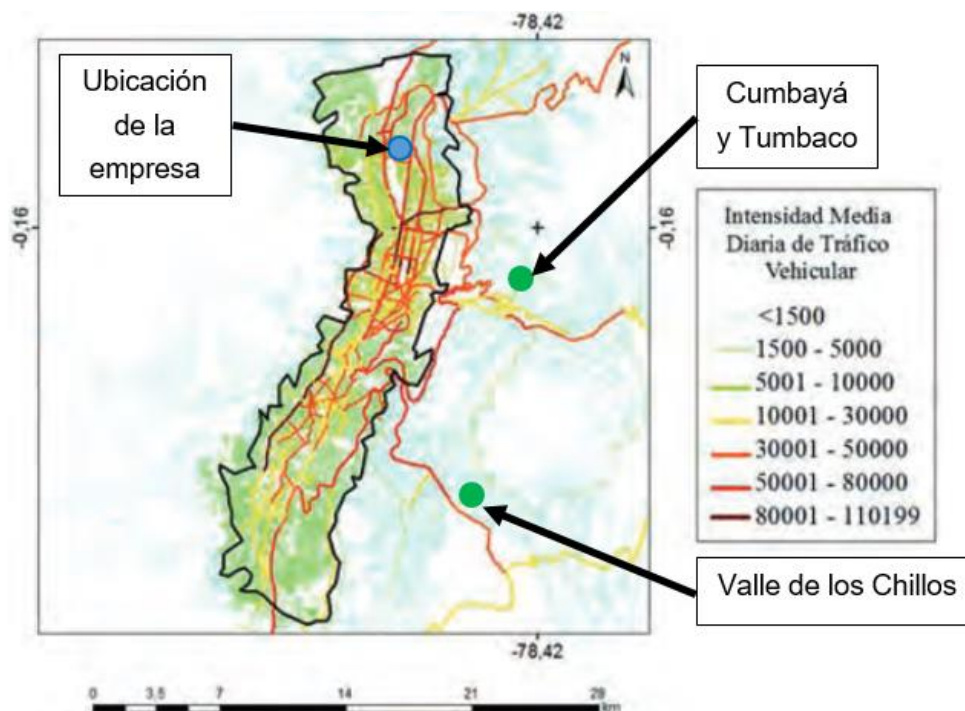 -78,42
Ubicación
de la
empresa
N
Cumbayá
y Tumbaco
-0,16
-0,16
Intensidad Media
Diaria de Tráfico
Vehicular
<1500
1500 - 5000
5001 - 10000
10001 - 30000
30001 - 50000
50001 - 80000
80001 - 110199
Valle de los Chillos
-78,42
0 3,5 7 14 21 28
km